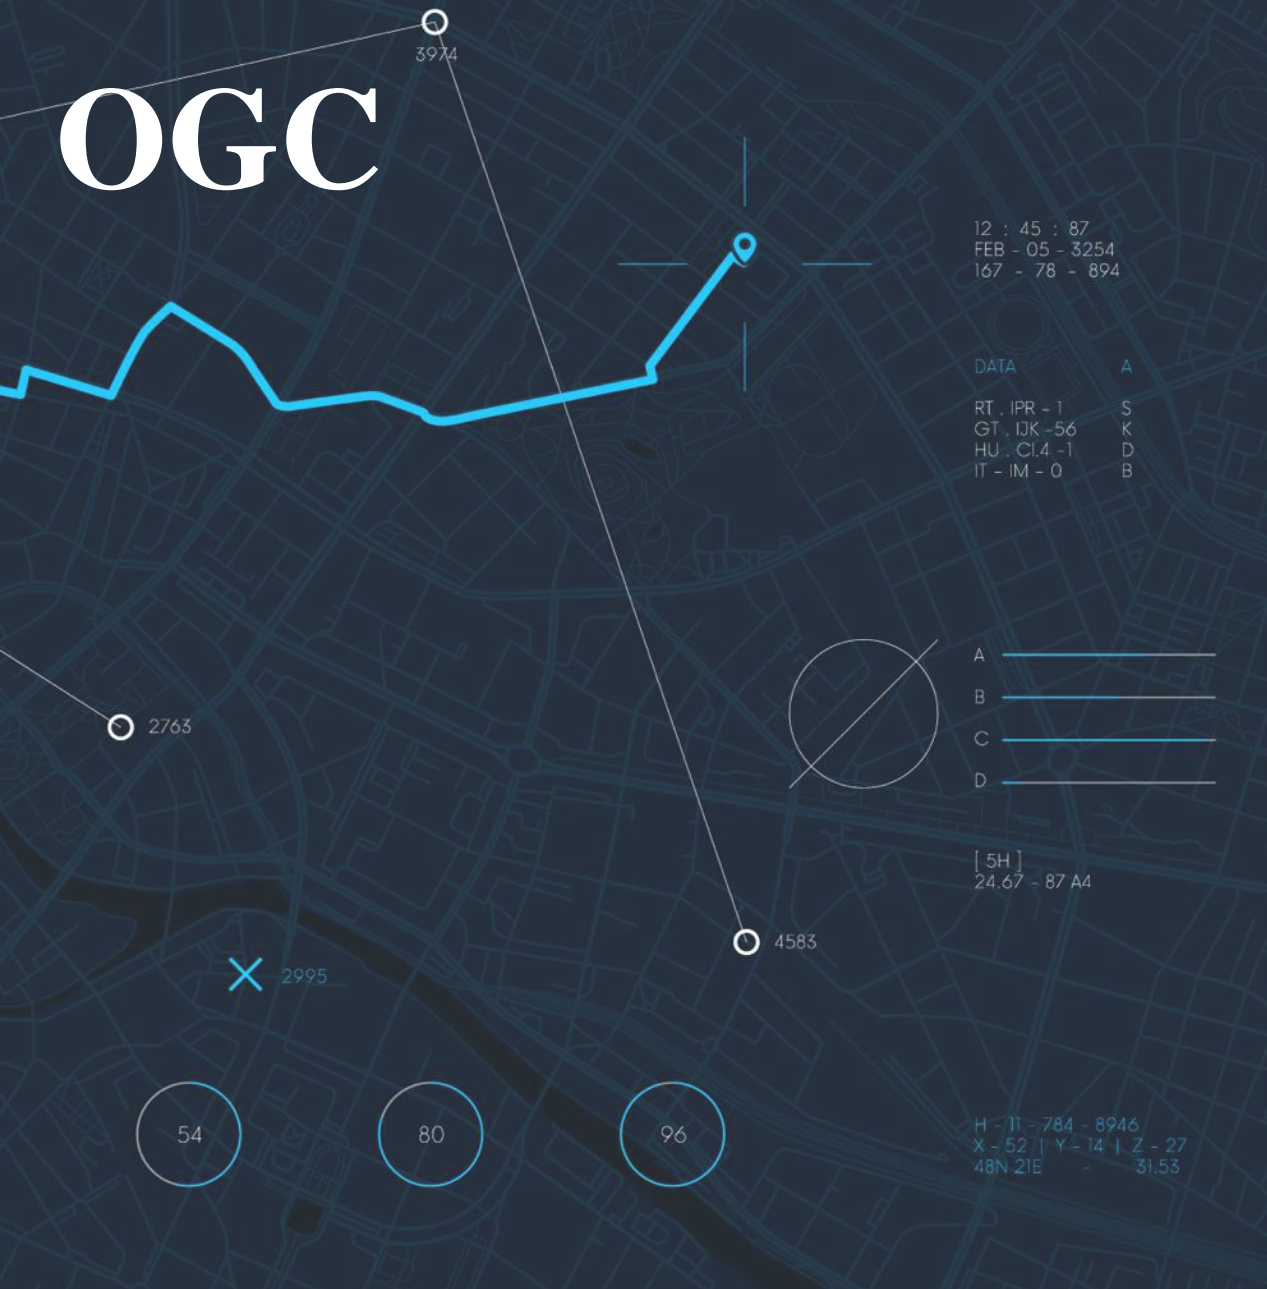 3974
OGC
12 : 45 : 87
FEB - 05 - 3254
167 - 78 - 894
DATA A
RT . IPR - 1 S
GT . IJK -56 K
HU . CI.4 -1 D
IT - IM - 0 B
A
B
C
D
2763
[ 5H ]
24.67 - 87 A4
4583
2995
54 80 96
H - 11 - 784 - 8946
X - 52 | Y - 14 | Z - 27
48N 21E - 31.53